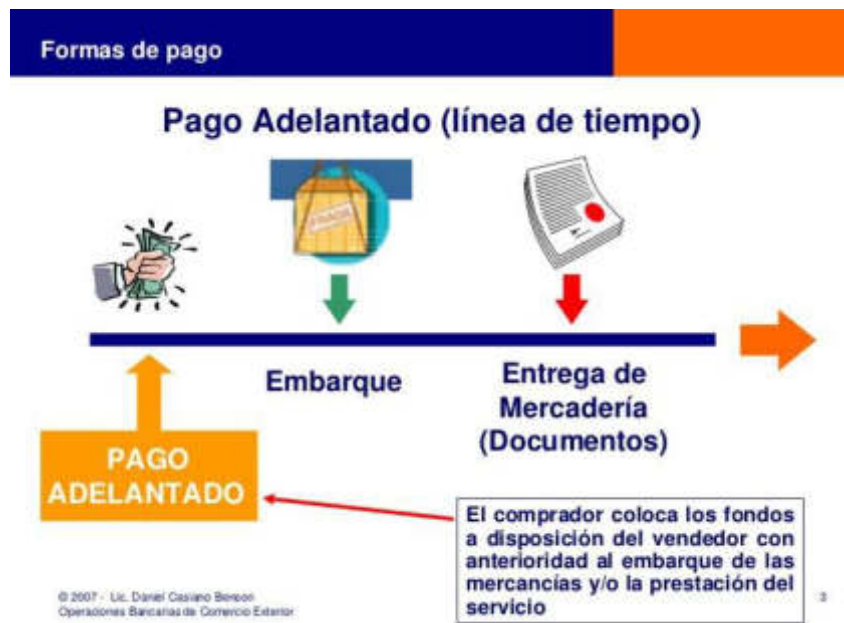 Formas de pago
Pago Adelantado (línea de tiempo)
FRAGIL
Embarque
Entrega de
Mercadería
(Documentos)
PAGO
ADELANTADO
El comprador coloca los fondos
a disposición del vendedor con
anterioridad al embarque de las
mercancías y/o la prestación del
servicio
© 2007 - Lic. Daniel Casiano
Operaciones Bancarias de Comercio Exterior
3